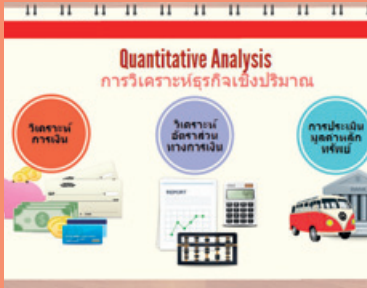 Quantitative Analysis
การวิเคราะห์ธุรกิจเชิงปริมาณ
วิเคราะห์
การเงิน
วิเคราะห์
อัตราส่วน
ทางการเงิน
การประเมิน
มูลค่าหลัก
ทรัพย์
REPORT